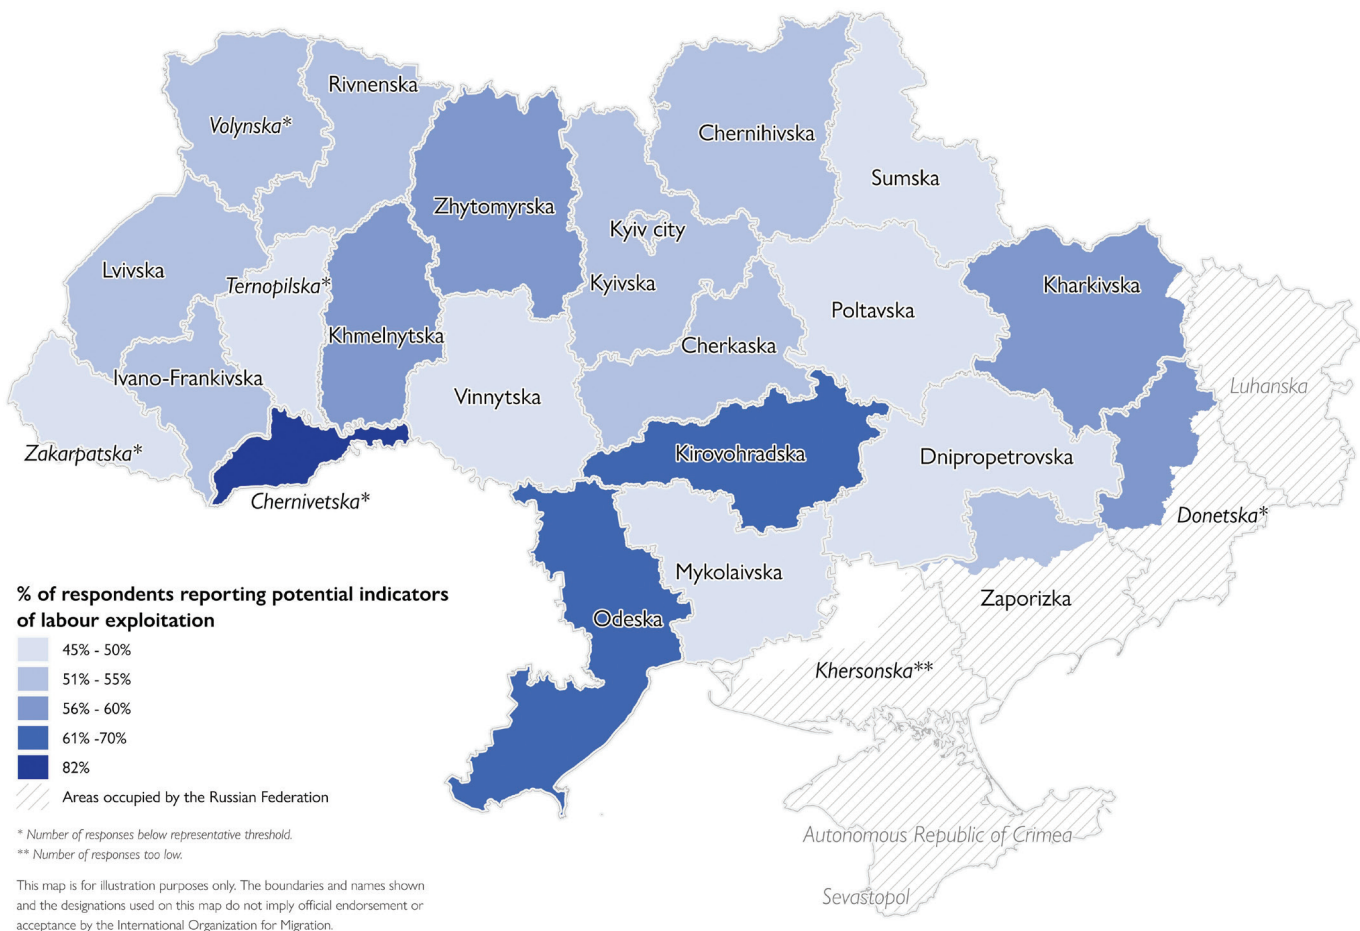 Rivnenska
Volynska*
Chernihivska
Sumska
Zhytomyrska
Kyiv city
Lvivska
Ternopilska*
Kyivska
Kharkivska
Poltavska
Khmelnytska
Cherkaska
Ivano-Frankivska
Luhanska
Vinnytska
Zakarpatska*
Kirovohradska
Dnipropetrovska
Chernivetska*
Donetska*
Mykolaivska
Zaporizka
Odeska
Khersonska**
Autonomous Republic of Crimea
Sevastopol
% of respondents reporting potential indicators
of labour exploitation
45% - 50%
51% - 55%
56% - 60%
61% -70%
82%
Areas occupied by the Russian Federation
* Number of responses below representative threshold.
** Number of responses too low.
This map is for illustration purposes only. The boundaries and names shown
and the designations used on this map do not imply official endorsement or
acceptance by the International Organization for Migration.